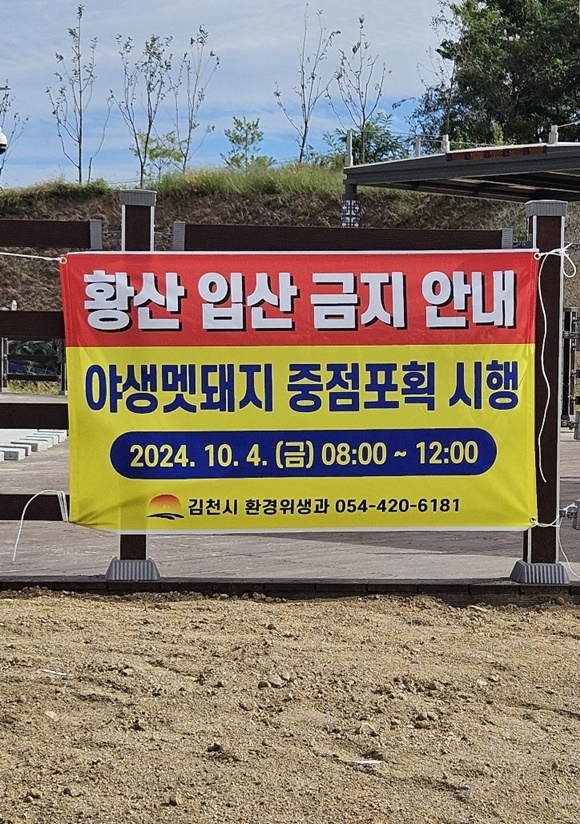 황산 입산 금지 안내
야생멧돼지 중점포획 시행
2024. 10. 4. (금) 08:00 ~ 12:00
김천시 환경위생과 054-420-6181